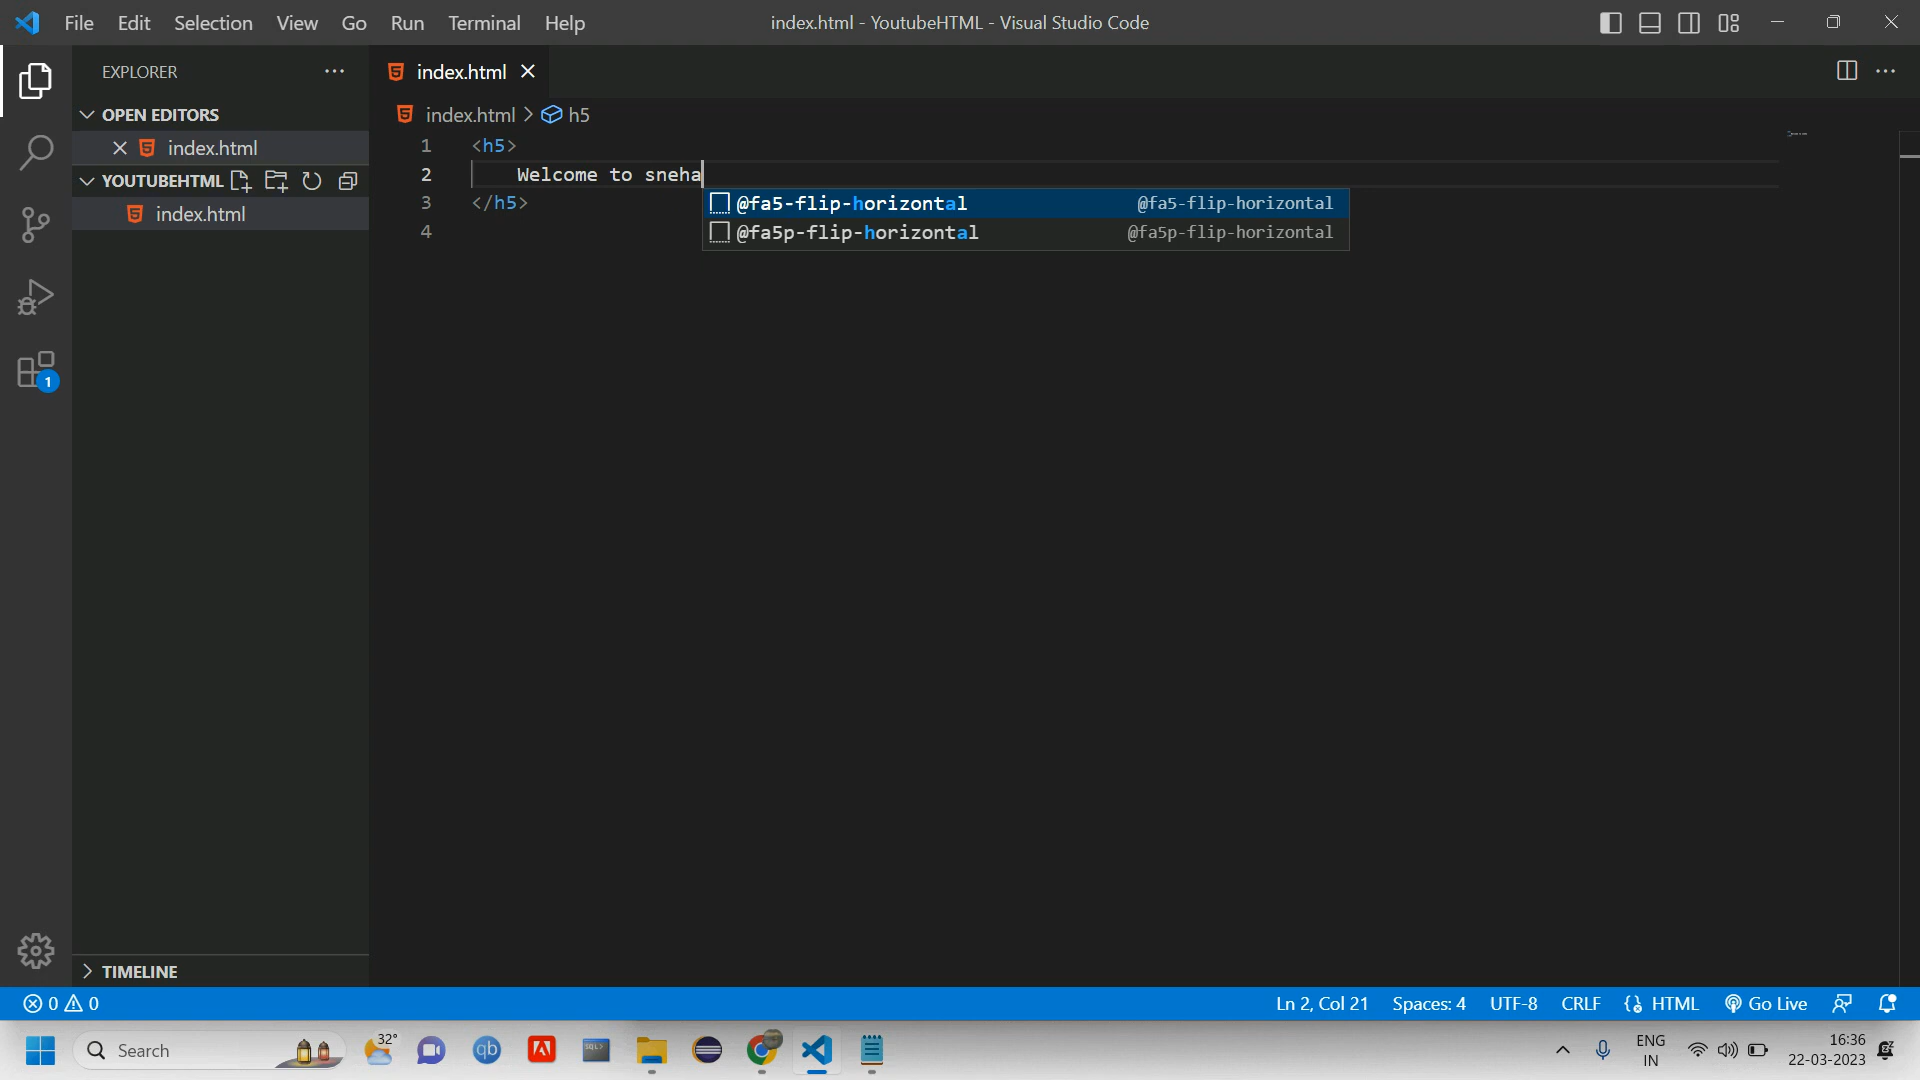 File Edit Selection View Go Run Terminal Help
index.html - YoutubeHTML - Visual Studio Code
EXPLORER
index.html
OPEN EDITORS
index.html
YOUTUBEHTML
index.html
TIMELINE
index.html > h5
1 <h5>
2 Welcome to sneha
3 </h5>
4
@fa5-flip-horizontal @fa5-flip-horizontal
@fa5p-flip-horizontal @fa5p-flip-horizontal
1
0 0
Ln 2, Col 21 Spaces: 4 UTF-8 CRLF HTML Go Live
Search
32°
qb
SQL>
ENG
IN
16:36
22-03-2023